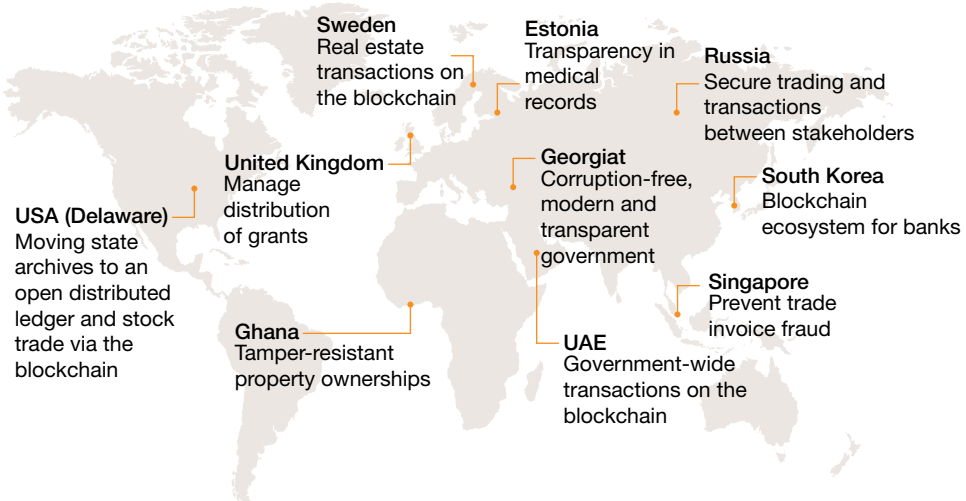 Sweden
Real estate
transactions on
the blockchain
Estonia
Transparency in
medical
records
Russia
Secure trading and
transactions
between stakeholders
United Kingdom
Manage
distribution
of grants
Georgiat
Corruption-free,
modern and
transparent
government
South Korea
Blockchain
ecosystem for banks
USA (Delaware)
Moving state
archives to an
open distributed
ledger and stock
trade via the
blockchain
Singapore
Prevent trade
invoice fraud
Ghana
Tamper-resistant
property ownerships
UAE
Government-wide
transactions on the
blockchain